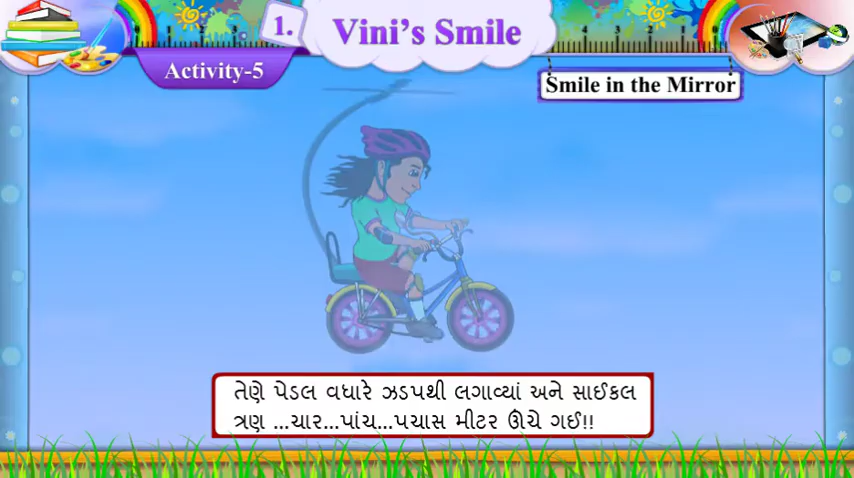 1.
Vini's Smile
Activity-5
Smile in the Mirror
તેણે પેડલ વધારે ઝડપથી લગાવ્યાં અને સાઈકલ
ત્રણ ...ચાર...પાંચ...પચાસ મીટર ઊંચે ગઈ!!